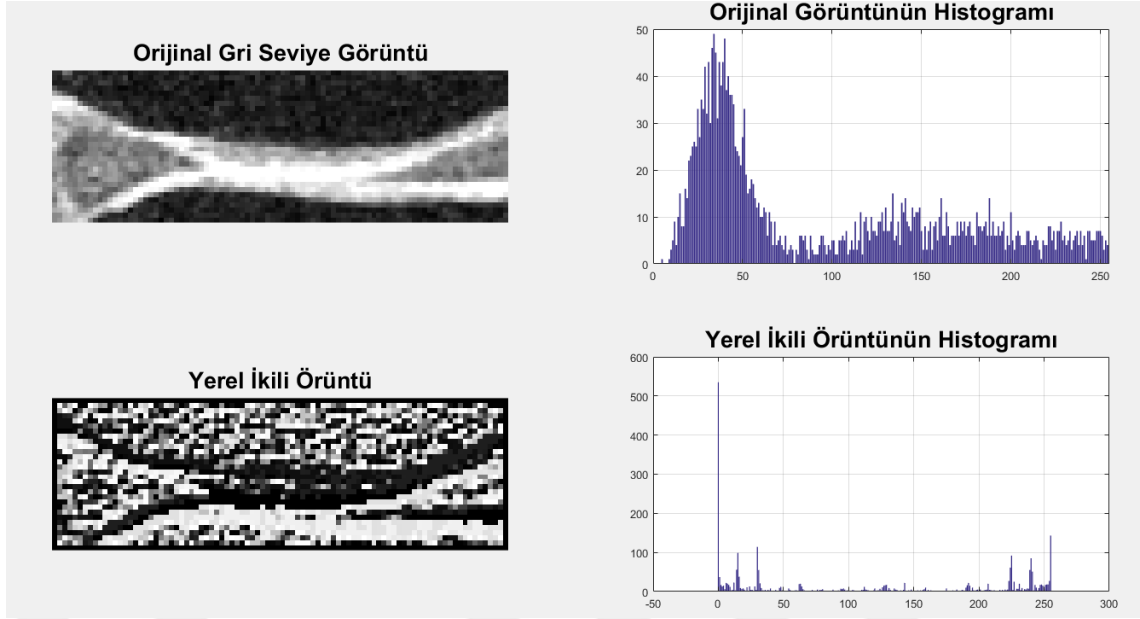 Orijinal Gri Seviye Görüntü
Orijinal Görüntünün Histogramı
50
40
30
20
10
0
0 50 100 150 200 250
Yerel İkili Örüntü
Yerel İkili Örüntünün Histogramı
600
500
400
300
200
100
0
-50 0 50 100 150 200 250 300